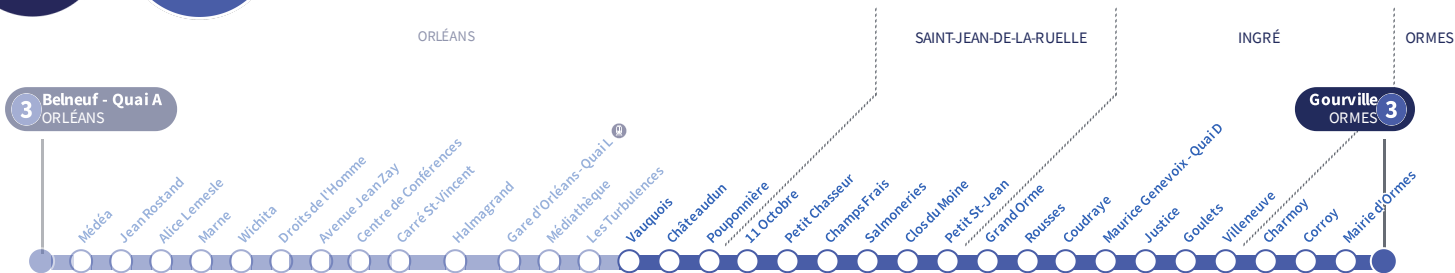 ORLÉANS
SAINT-JEAN-DE-LA-RUELLE
INGRÉ
ORMES
3
Belneuf - Quai A
ORLÉANS
Gourville
ORMES
3
Médéa
Jean Rostand
Alice Lemesle
Marne
Wichita
Droits de l'Homme
Avenue Jean Zay
Centre de Conférences
Carré St-Vincent
Halmagrand
Gare d'Orléans - Quai L
Médiathèque
Les Turbulences
Vauquois
Châteaudun
Pouponnière
11 Octobre
Petit Chasseur
Champs Frais
Salmoneries
Clos du Moine
Petit St-Jean
Grand Orme
Rousses
Coudraye
Maurice Genevoix - Quai D
Justice
Goulets
Villeneuve
Charmoy
Corroy
Mairie d'Ormes